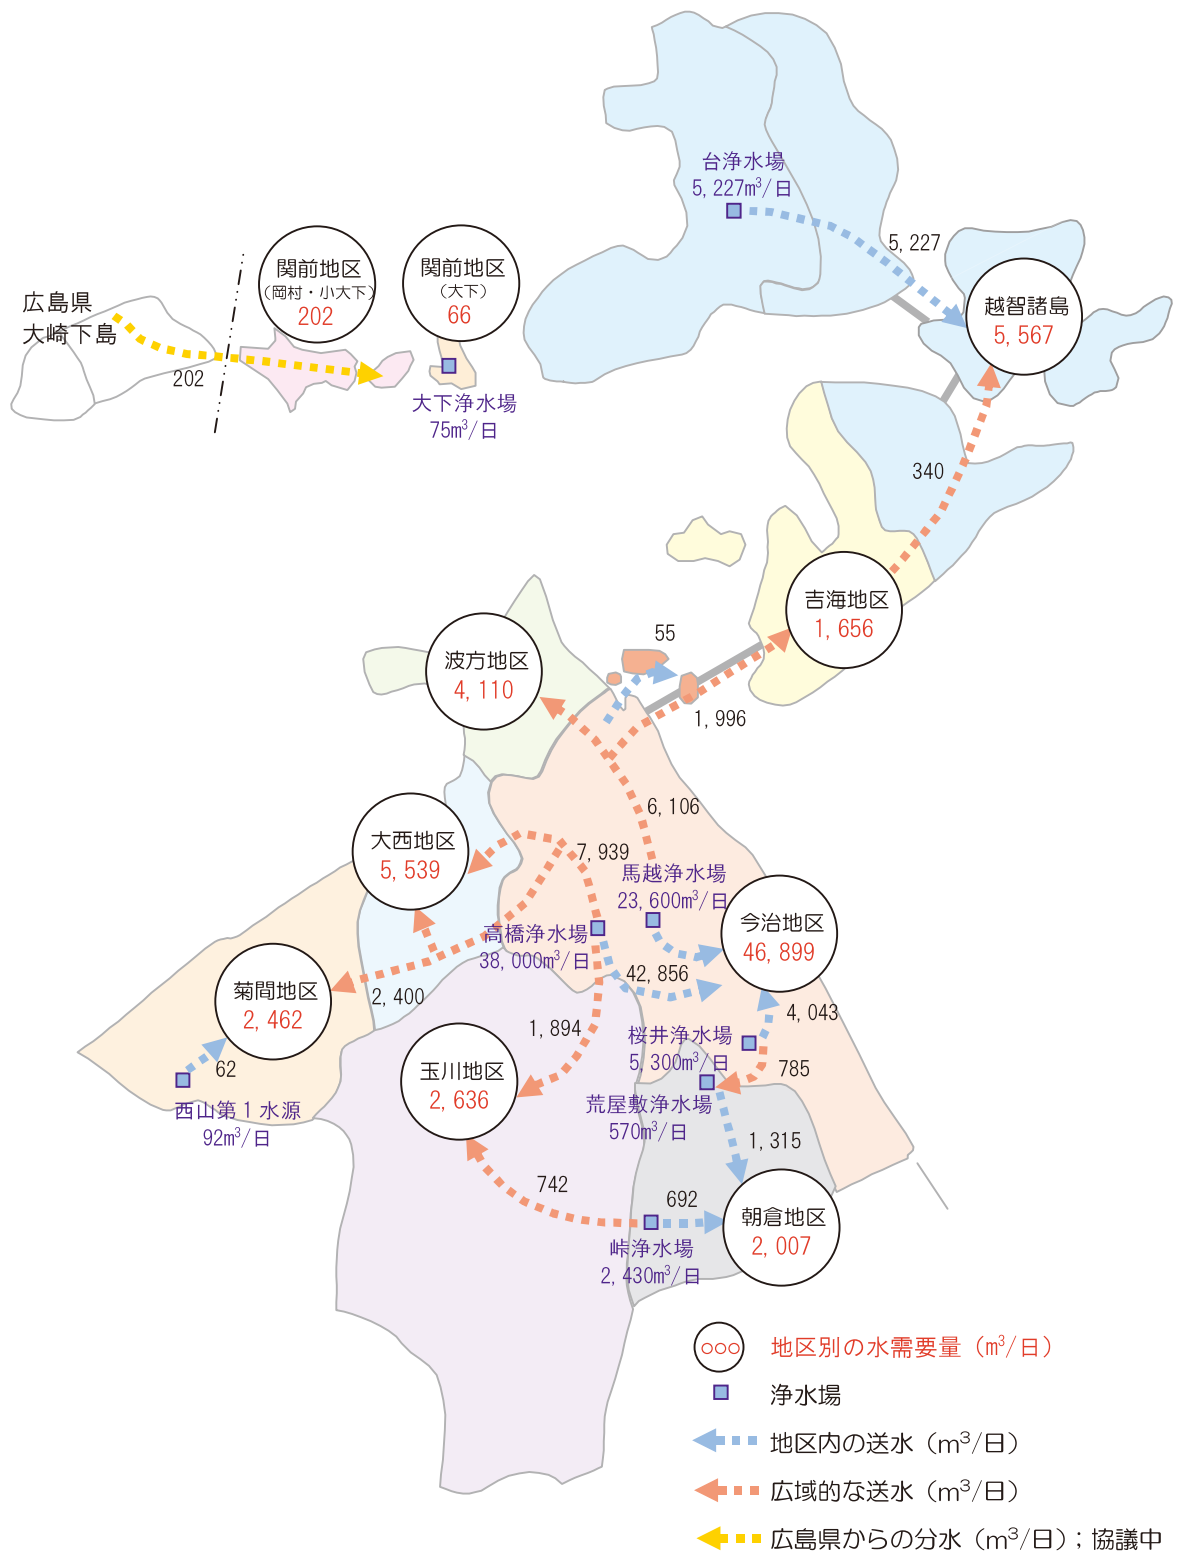 台浄水場
5,227m³/日
5,227
越智諸島
5,567
関前地区
(岡村・小大下)
202
関前地区
(大下)
66
広島県
大崎下島
202
大下浄水場
75m³/日
340
吉海地区
1,656
55
1,996
波方地区
4,110
6,106
7,939
大西地区
5,539
馬越浄水場
23,600m³/日
高橋浄水場
38,000m³/日
今治地区
46,899
42,856
菊間地区
2,462
2,400
62
西山第1水源
92m³/日
1,894
4,043
桜井浄水場
5,300m³/日
785
玉川地区
2,636
荒屋敷浄水場
570m³/日
1,315
742
692
朝倉地区
2,007
峠浄水場
2,430m³/日
○○○ 地区別の水需要量(m³/日)
浄水場
地区内の送水(m³/日)
広域的な送水(m³/日)
広島県からの分水(m³/日);協議中